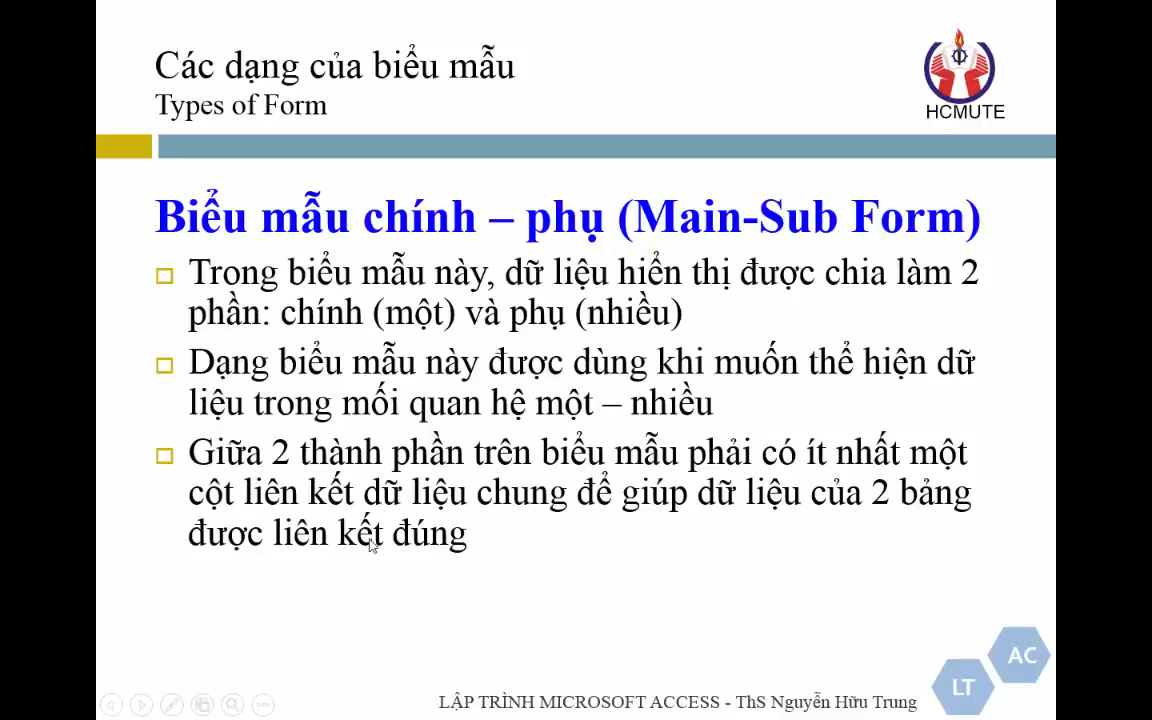 Các dạng của biểu mẫu
Types of Form
HCMUTE
Biểu mẫu chính – phụ (Main-Sub Form)
Trong biểu mẫu này, dữ liệu hiển thị được chia làm 2
phần: chính (một) và phụ (nhiều)
Dạng biểu mẫu này được dùng khi muốn thể hiện dữ
liệu trong mối quan hệ một – nhiều
Giữa 2 thành phần trên biểu mẫu phải có ít nhất một
cột liên kết dữ liệu chung để giúp dữ liệu của 2 bảng
được liên kết đúng
AC
LT
LẬP TRÌNH MICROSOFT ACCESS - ThS Nguyễn Hữu Trung